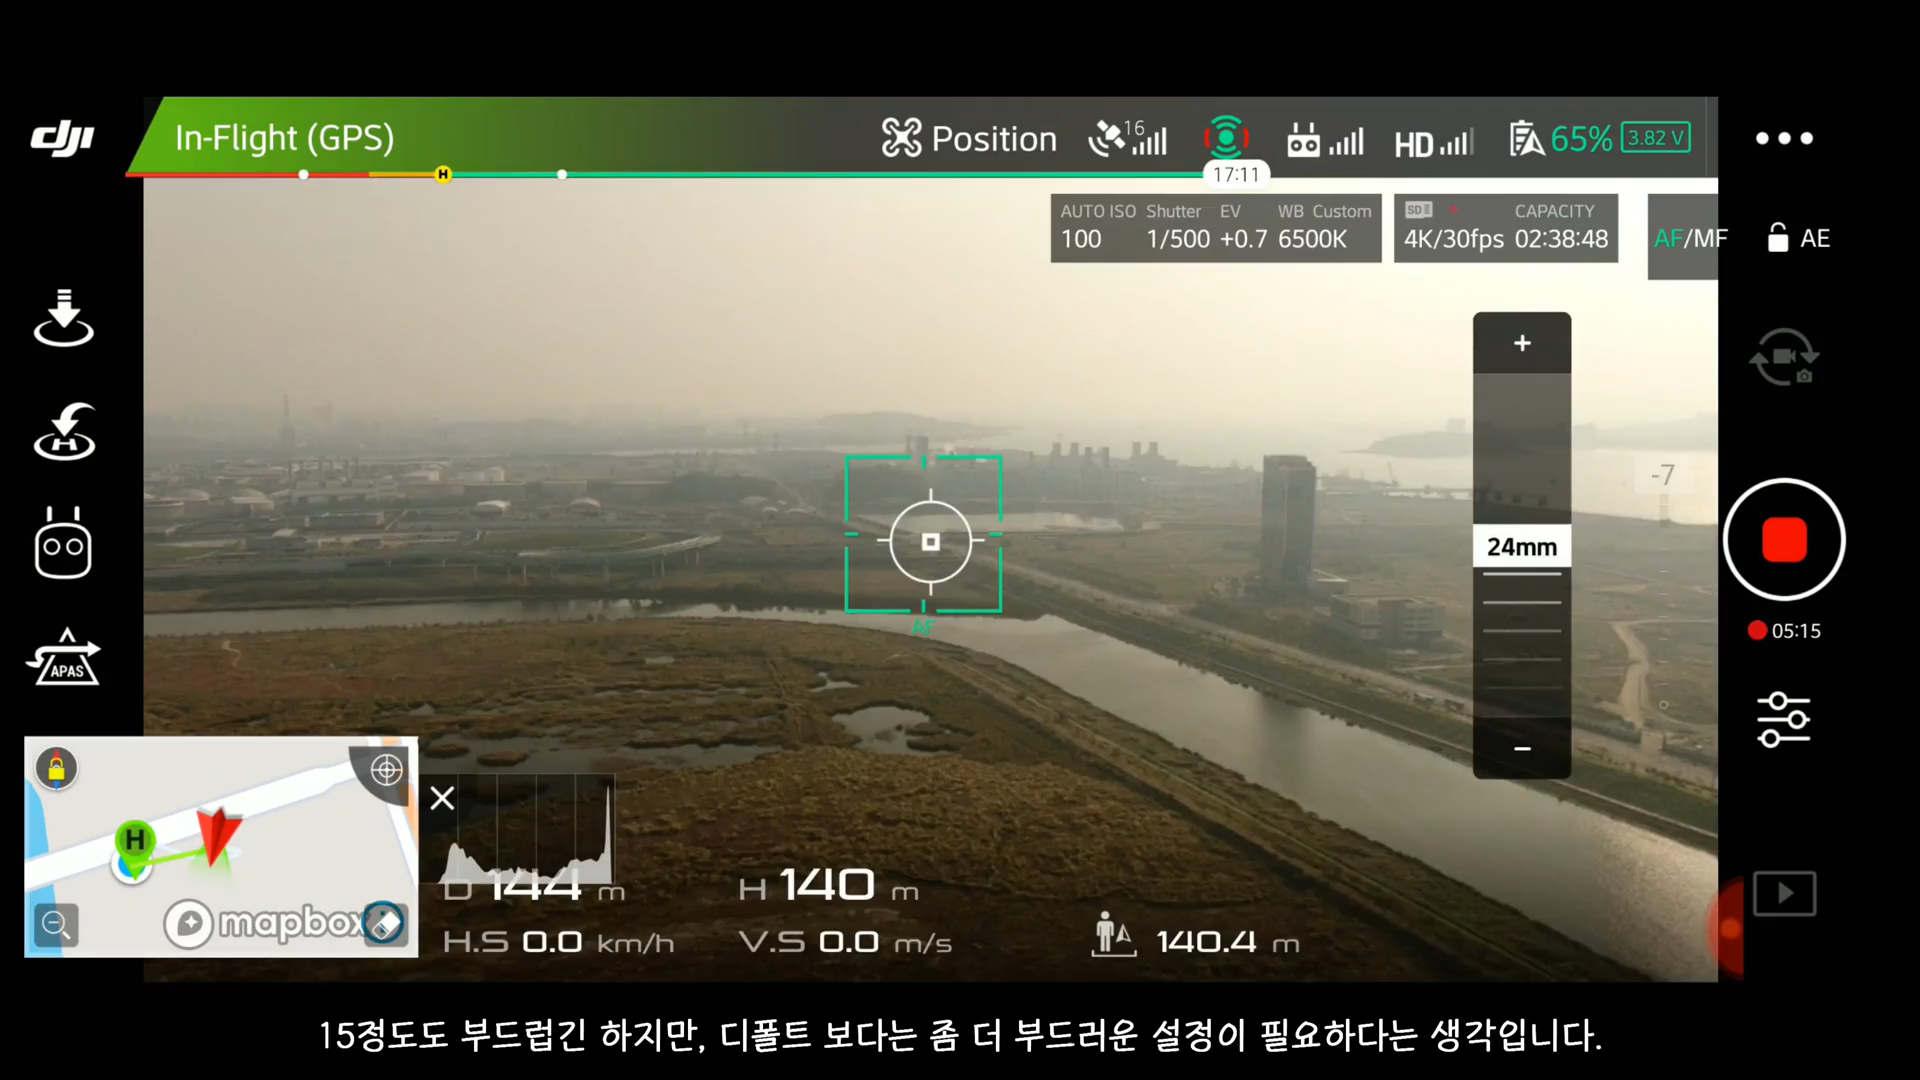 dji
In-Flight (GPS)
Position
16
HD
65%
3.82 V
H
17:11
AUTO ISO Shutter EV WB Custom
100 1/500 +0.7 6500K
SD CAPACITY
4K/30fps 02:38:48
AF/MF
AE
+
-7
24mm
AF
−
05:15
APAS
H
H
mapbox
D 144 m
H 140 m
H.S 0.0 km/h
V.S 0.0 m/s
140.4 m
15정도도 부드럽긴 하지만, 디폴트 보다는 좀 더 부드러운 설정이 필요하다는 생각입니다.